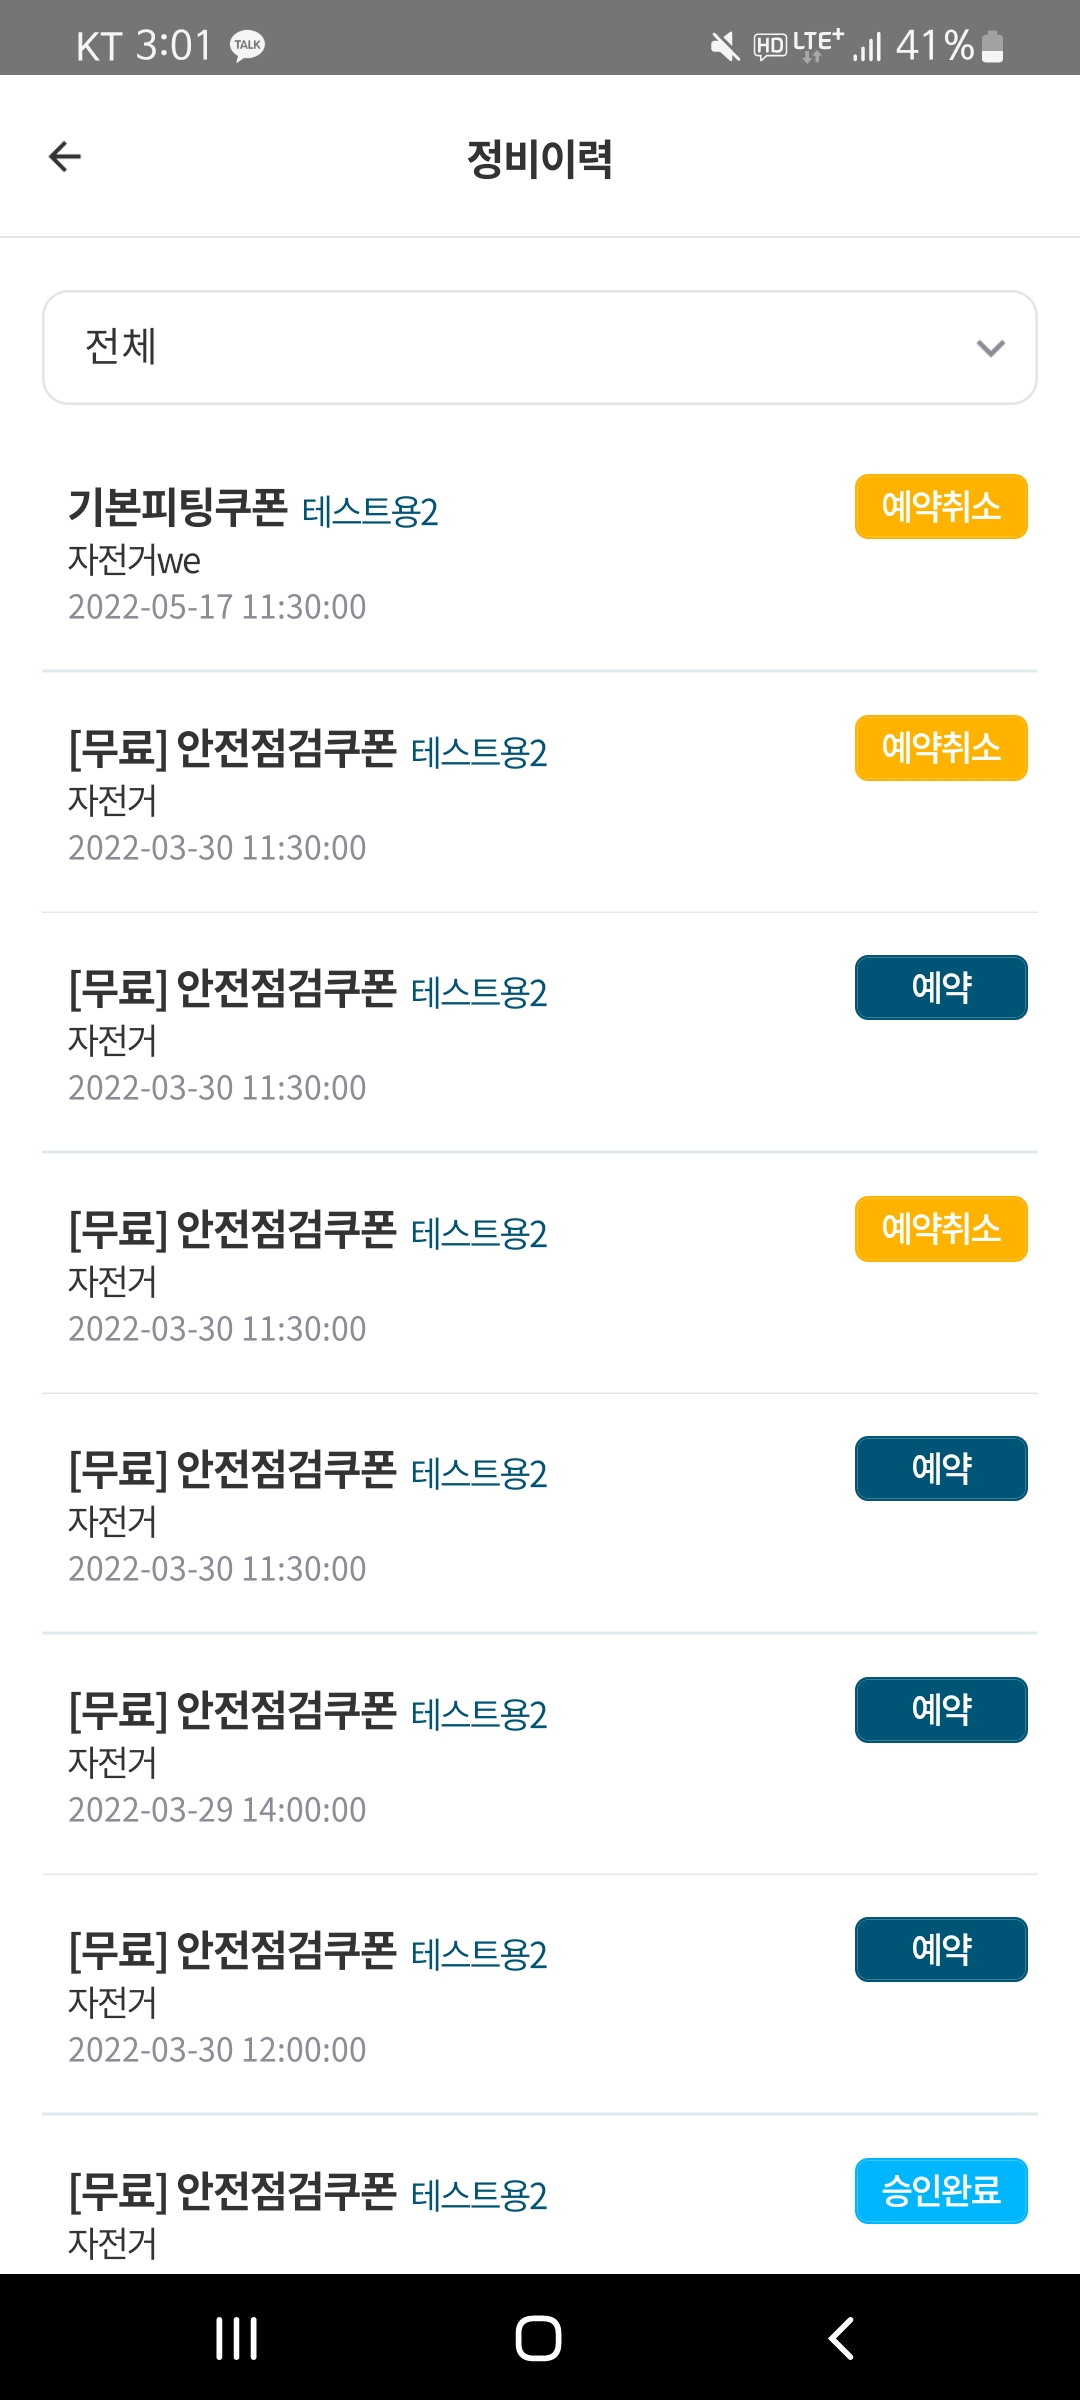 KT 3:01 TALK HD LTE+ 41%
정비이력
전체
기본피팅쿠폰 테스트용2 예약취소
자전거we
2022-05-17 11:30:00
[무료] 안전점검쿠폰 테스트용2 예약취소
자전거
2022-03-30 11:30:00
[무료] 안전점검쿠폰 테스트용2 예약
자전거
2022-03-30 11:30:00
[무료] 안전점검쿠폰 테스트용2 예약취소
자전거
2022-03-30 11:30:00
[무료] 안전점검쿠폰 테스트용2 예약
자전거
2022-03-30 11:30:00
[무료] 안전점검쿠폰 테스트용2 예약
자전거
2022-03-29 14:00:00
[무료] 안전점검쿠폰 테스트용2 예약
자전거
2022-03-30 12:00:00
[무료] 안전점검쿠폰 테스트용2 승인완료
자전거